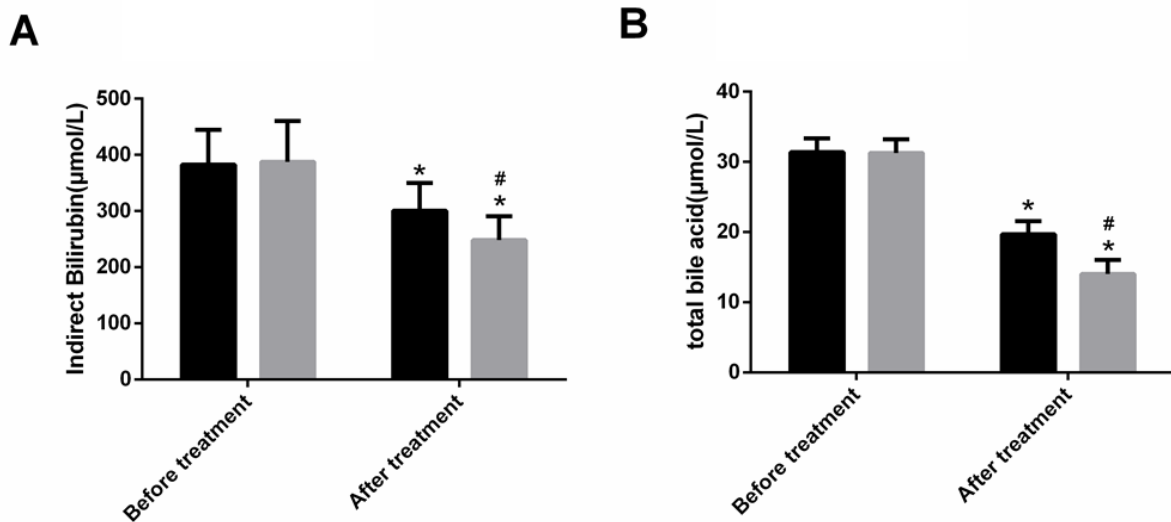 A
Indirect Bilirubin(μmol/L)
500
400
300
200
100
0
*
#
*
Before treatment
After treatment
B
total bile acid(μmol/L)
40
30
20
10
0
*
#
*
Before treatment
After treatment